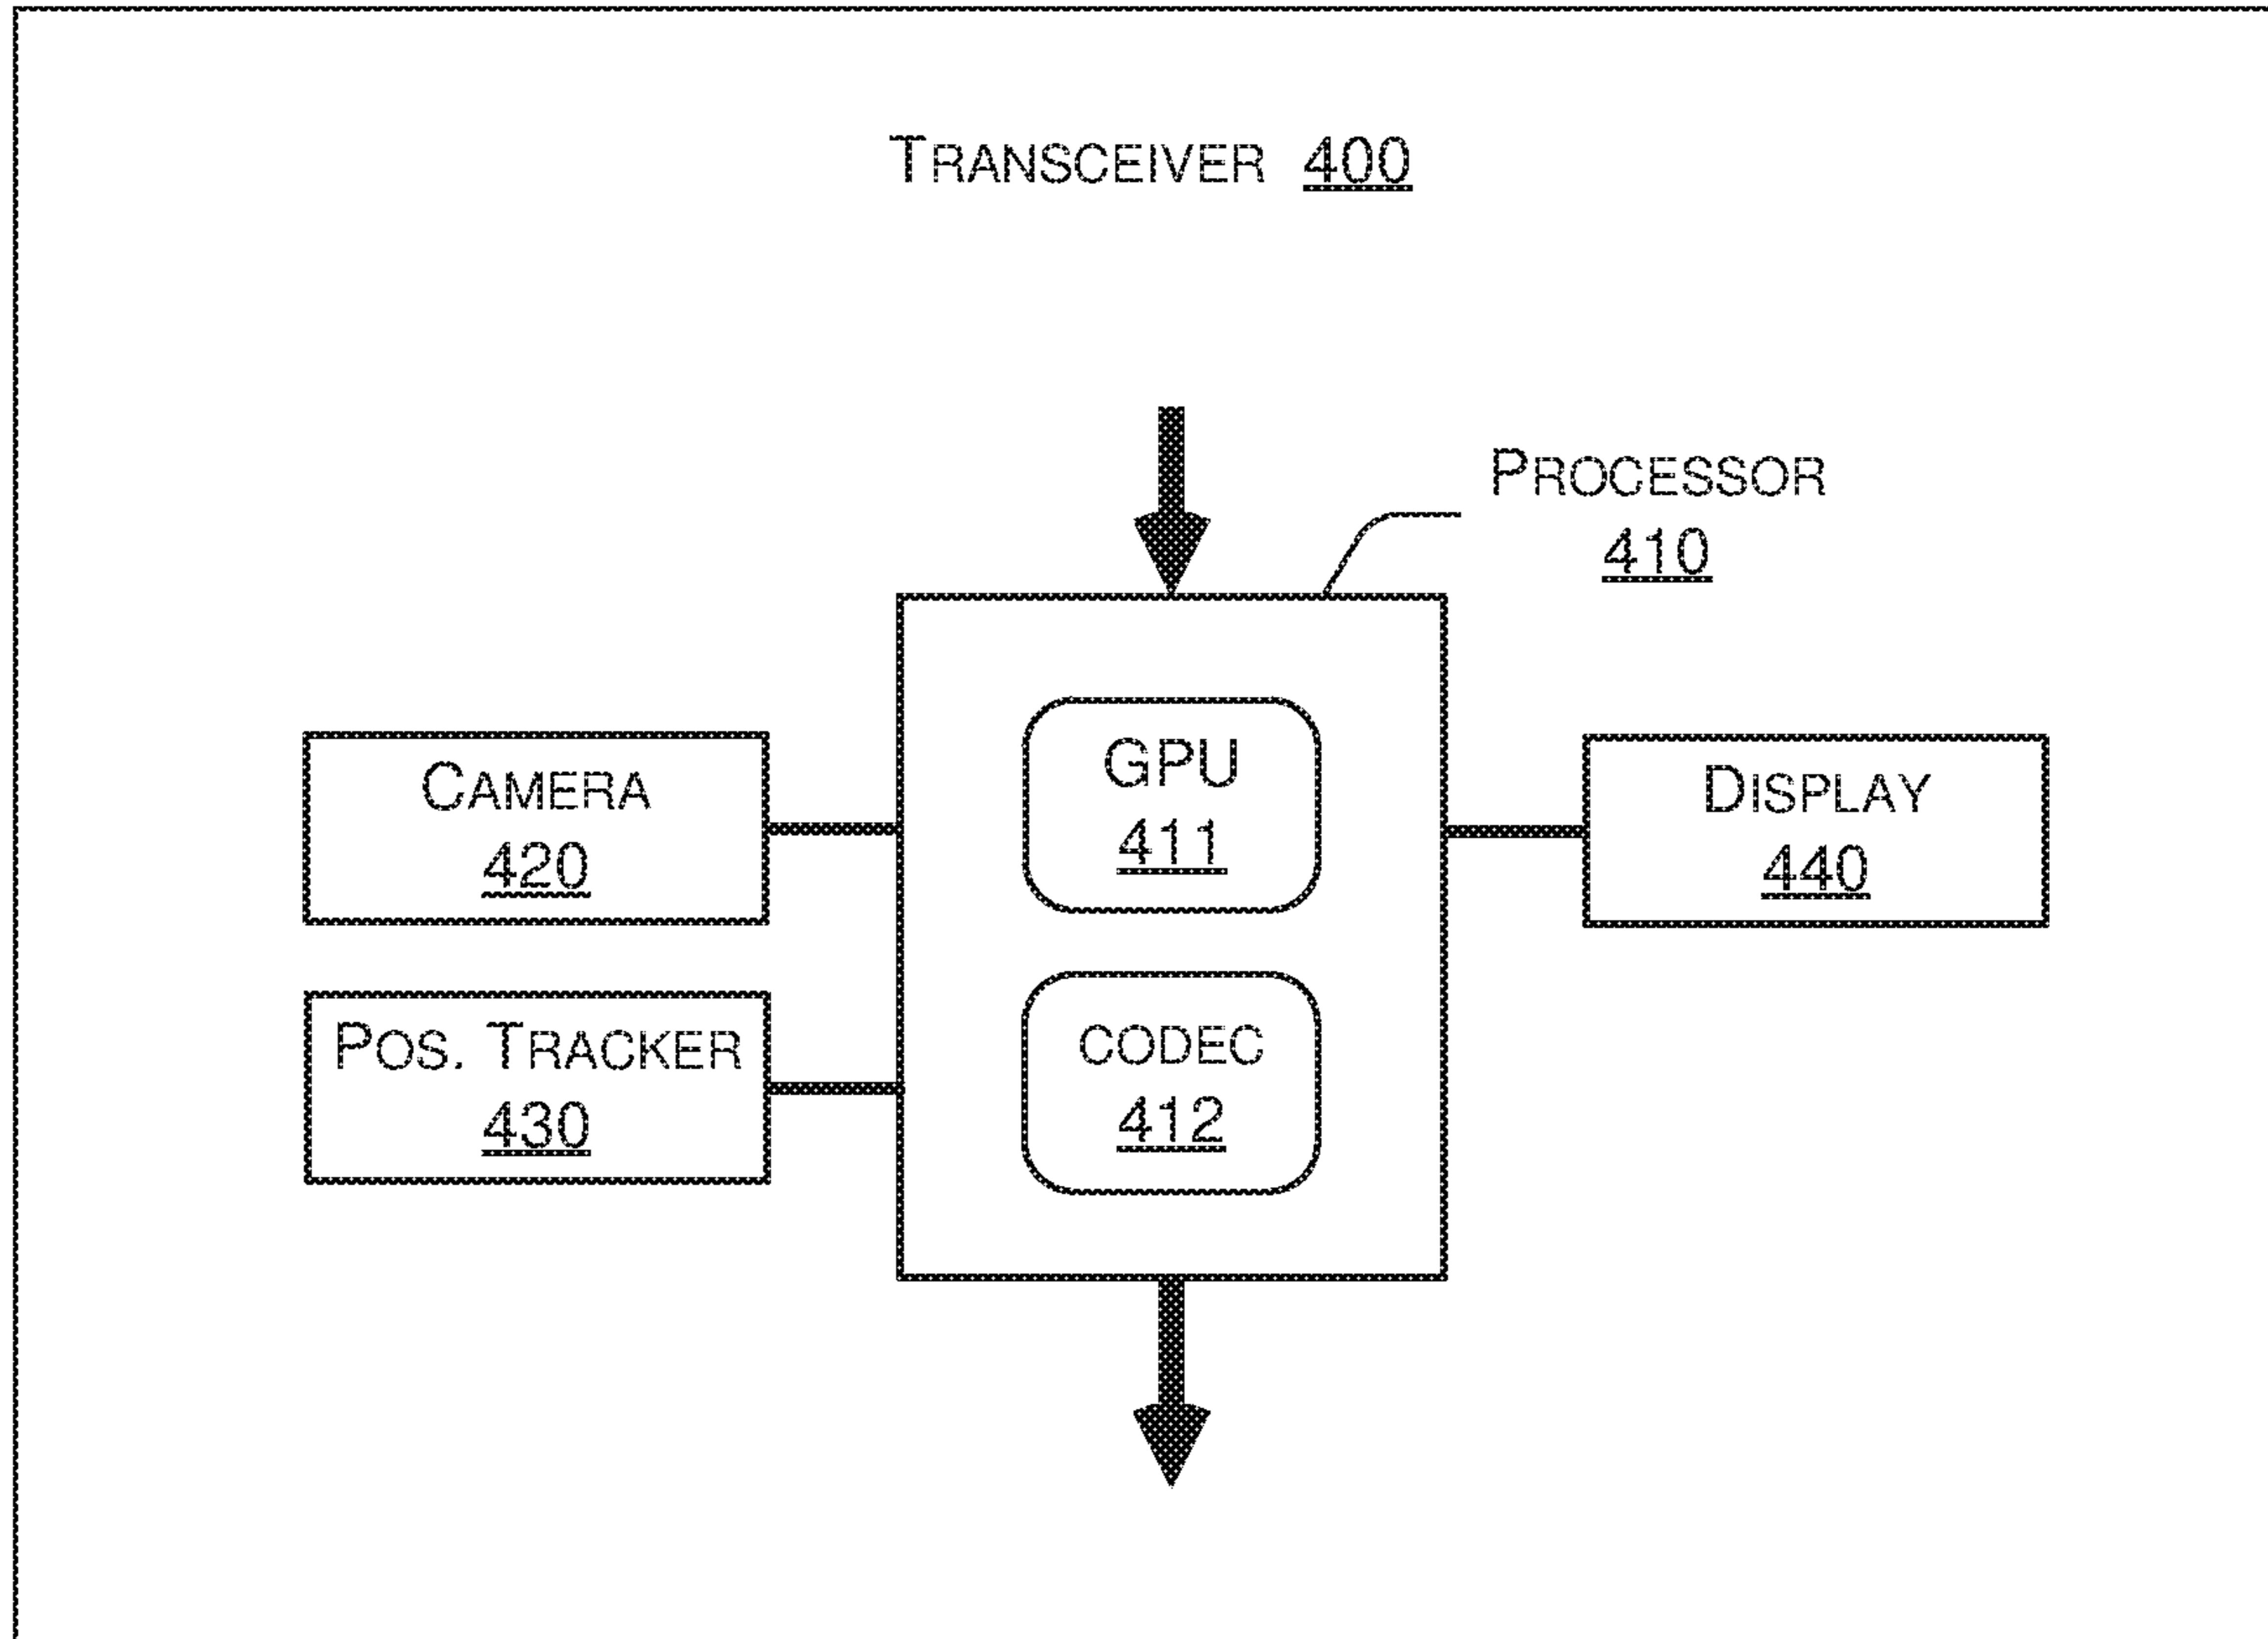 TRANSCEIVER 400
PROCESSOR
410
GPU
411
CAMERA
420
DISPLAY
440
POS. TRACKER
430
CODEC
412